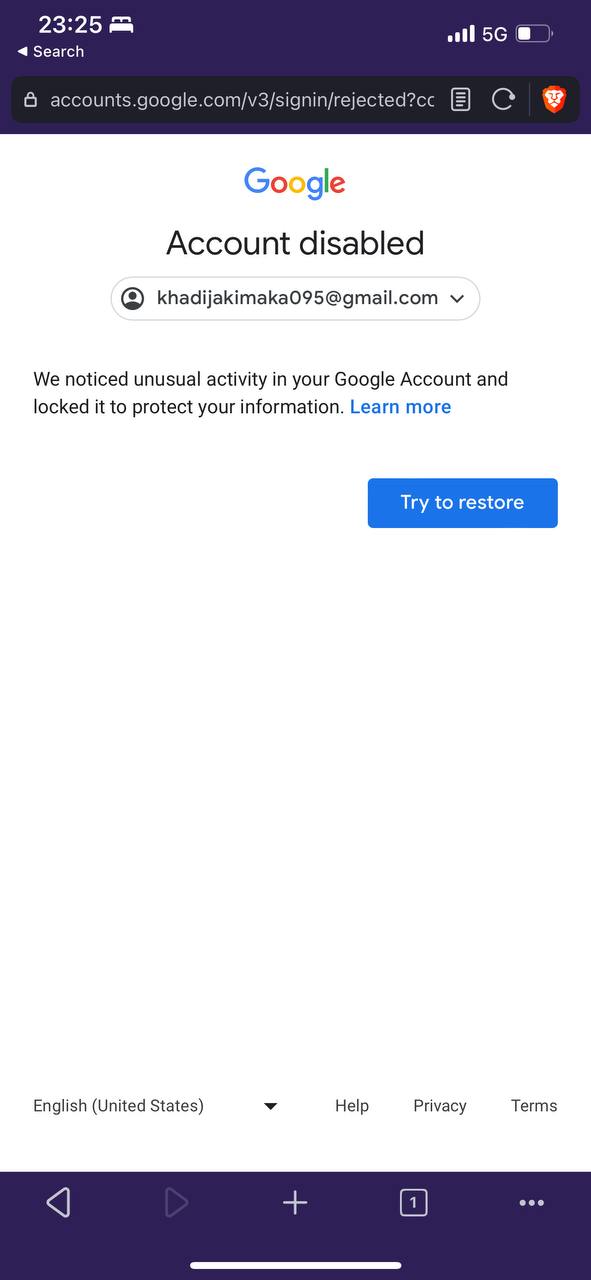 23:25
5G
◀ Search
accounts.google.com/v3/signin/rejected?cc
Google
Account disabled
khadijakimaka095@gmail.com
We noticed unusual activity in your Google Account and
locked it to protect your information. Learn more
Try to restore
English (United States)
Help
Privacy
Terms
1